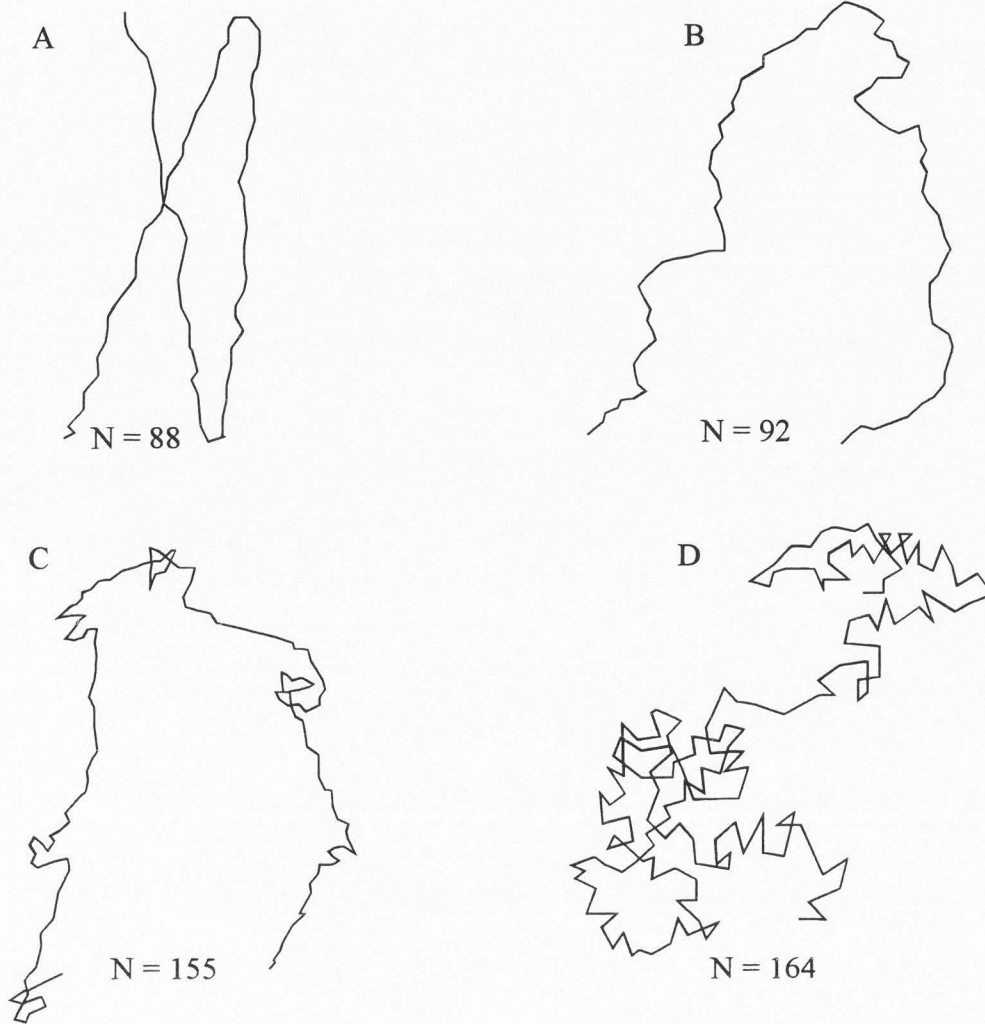 A
B
N = 88
N = 92
C
D
N = 155
N = 164